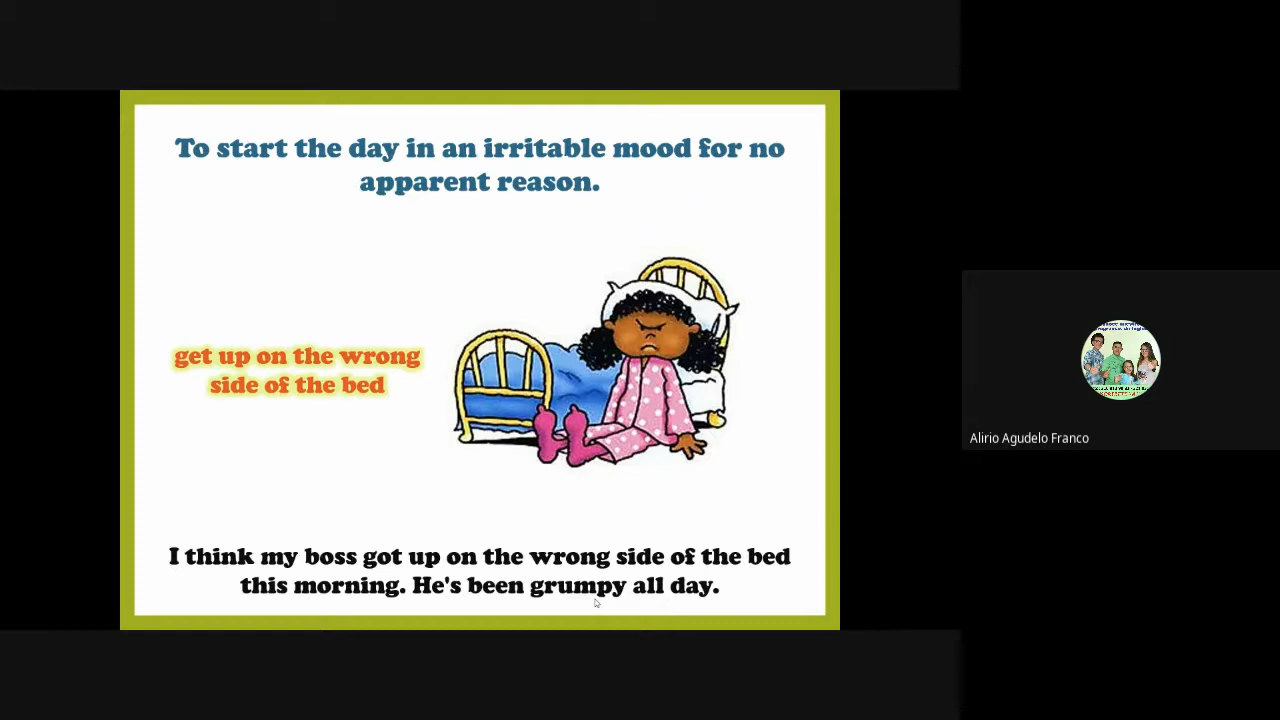 To start the day in an irritable mood for no
apparent reason.
get up on the wrong
side of the bed
I think my boss got up on the wrong side of the bed
this morning. He's been grumpy all day.
Alirio Agudelo Franco